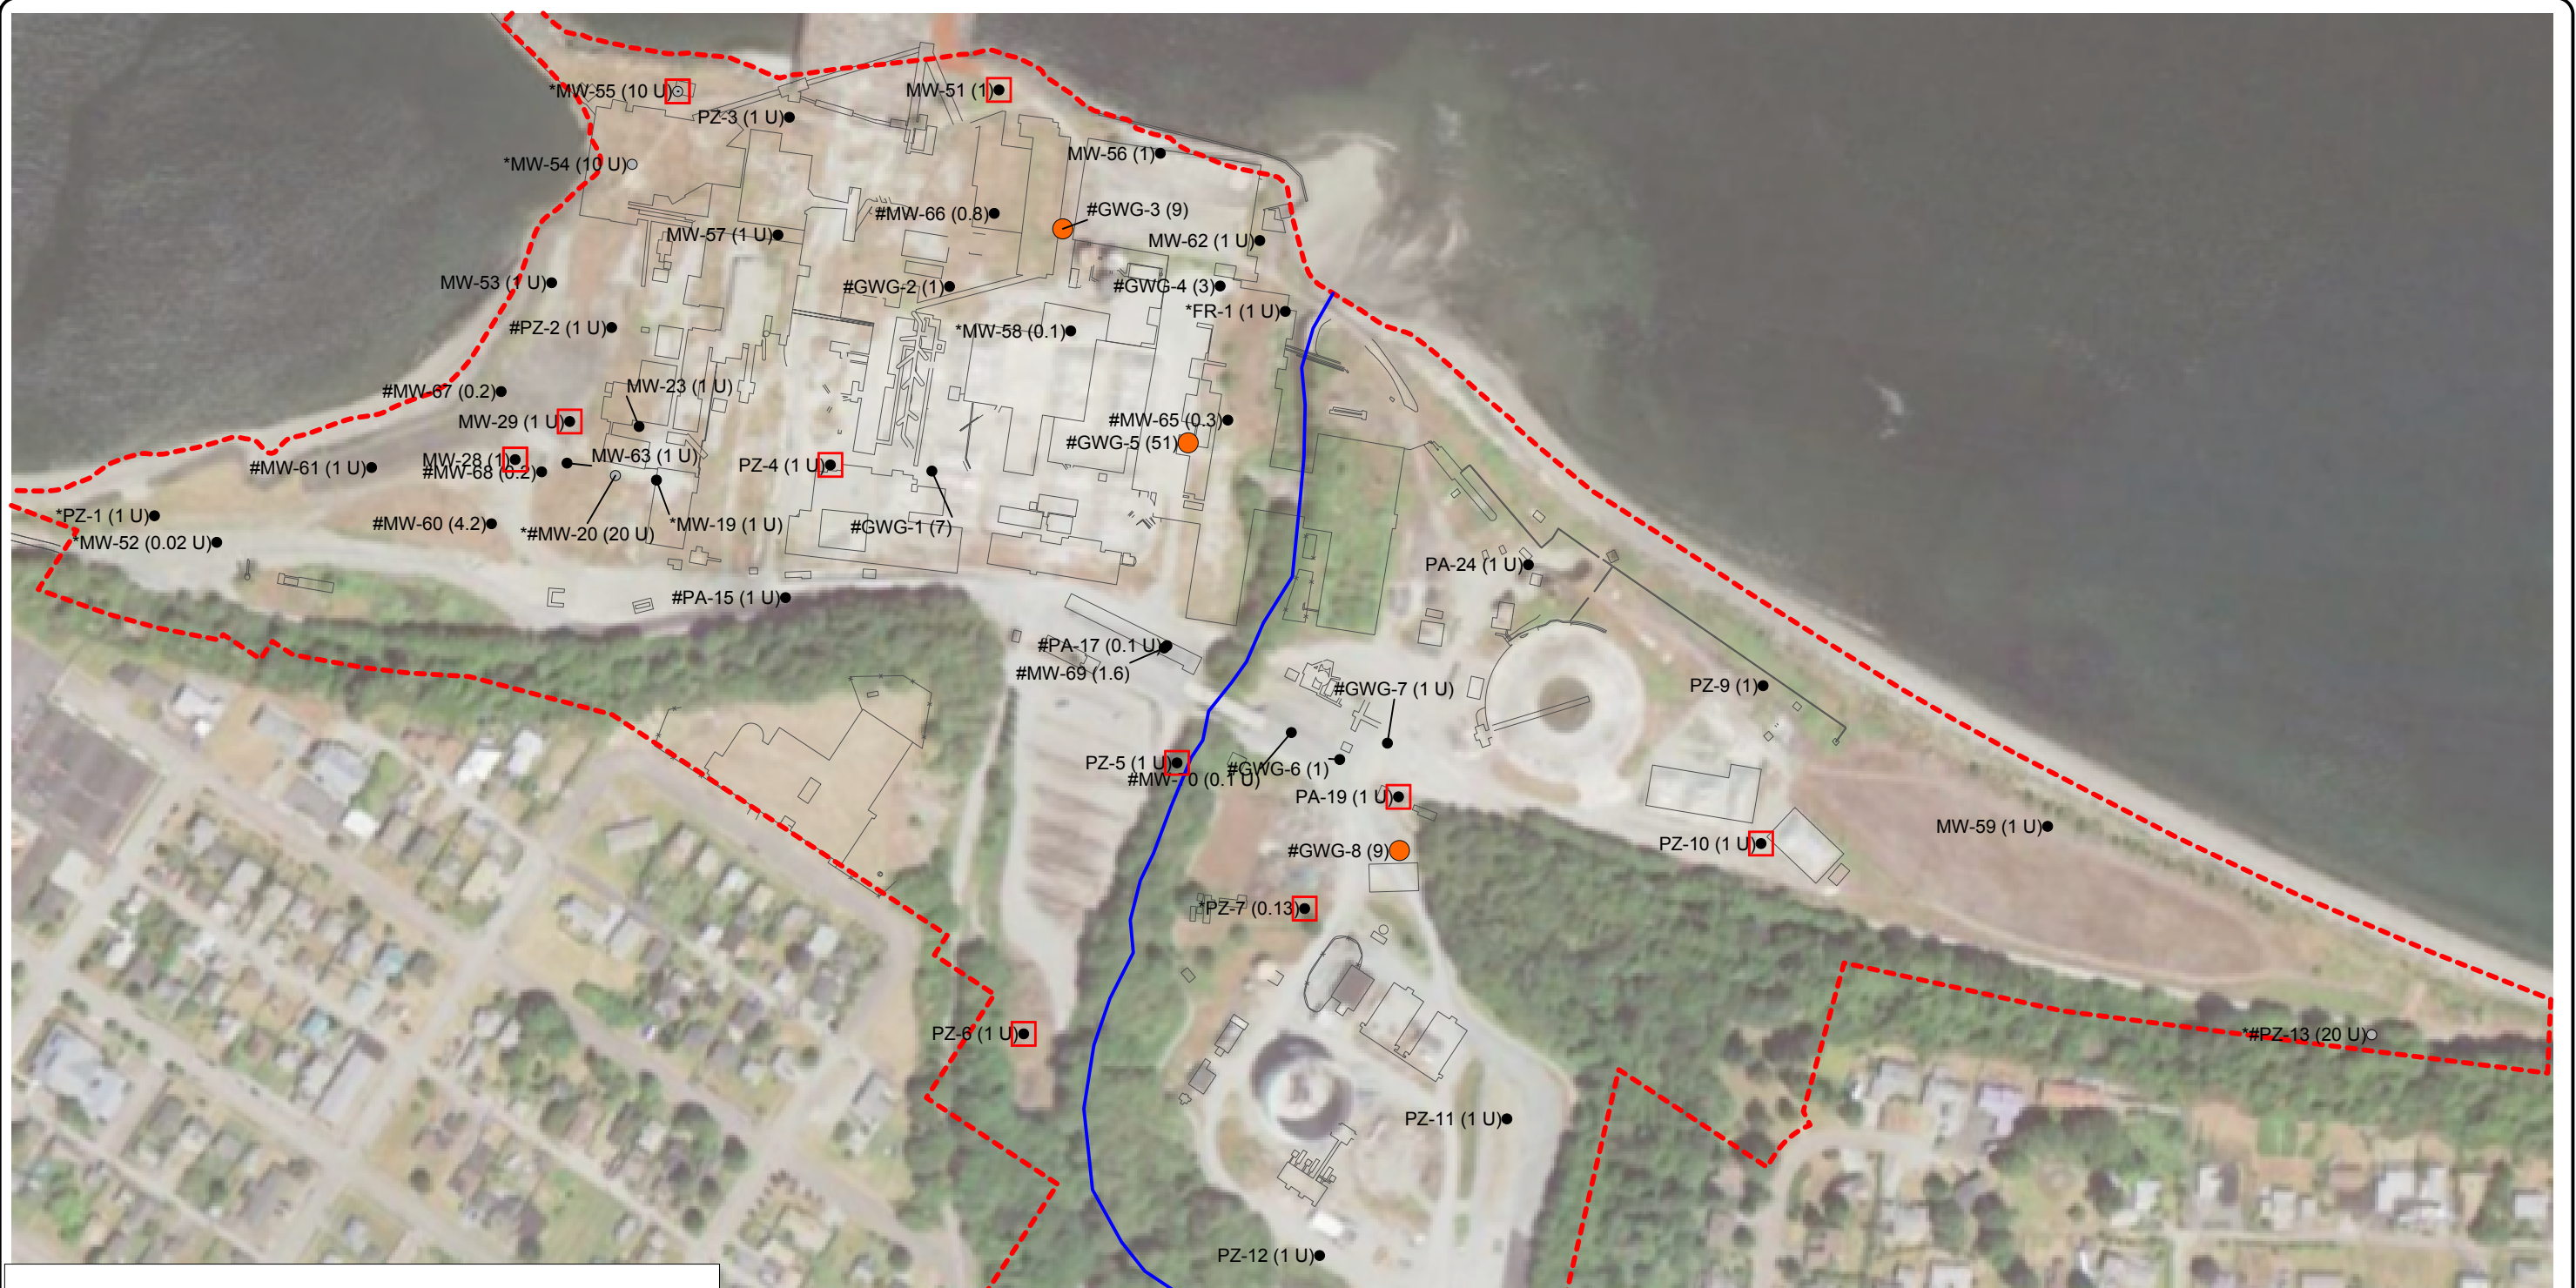 MW-51 (1)
*MW-55 (10 U)
PZ-3 (1 U)
MW-56 (1)
*MW-54 (10 U)
#GWG-3 (9)
#MW-66 (0.8)
MW-57 (1 U)
MW-62 (1 U)
MW-53 (1 U)
#GWG-2 (1)
#GWG-4 (3)
*FR-1 (1 U)
#PZ-2 (1 U)
*MW-58 (0.1)
MW-23 (1 U)
#MW-67 (0.2)
MW-29 (1 U)
#MW-65 (0.3)
#GWG-5 (51)
MW-63 (1 U)
MW-28 (1)
#MW-61 (1 U)
#MW-68 (0.2)
PZ-4 (1 U)
*PZ-1 (1 U)
#MW-60 (4.2)
*MW-19 (1 U)
#GWG-1 (7)
*#MW-20 (20 U)
*MW-52 (0.02 U)
PA-24 (1 U)
#PA-15 (1 U)
#PA-17 (0.1 U)
#MW-69 (1.6)
PZ-9 (1)
#GWG-7 (1 U)
PZ-5 (1 U)
#GWG-6 (1)
#MW-70 (0.1 U)
PA-19 (1 U)
MW-59 (1 U)
PZ-10 (1 U)
#GWG-8 (9)
*PZ-7 (0.13)
PZ-6 (1 U)
*#PZ-13 (20 U)
PZ-11 (1 U)
PZ-12 (1 U)